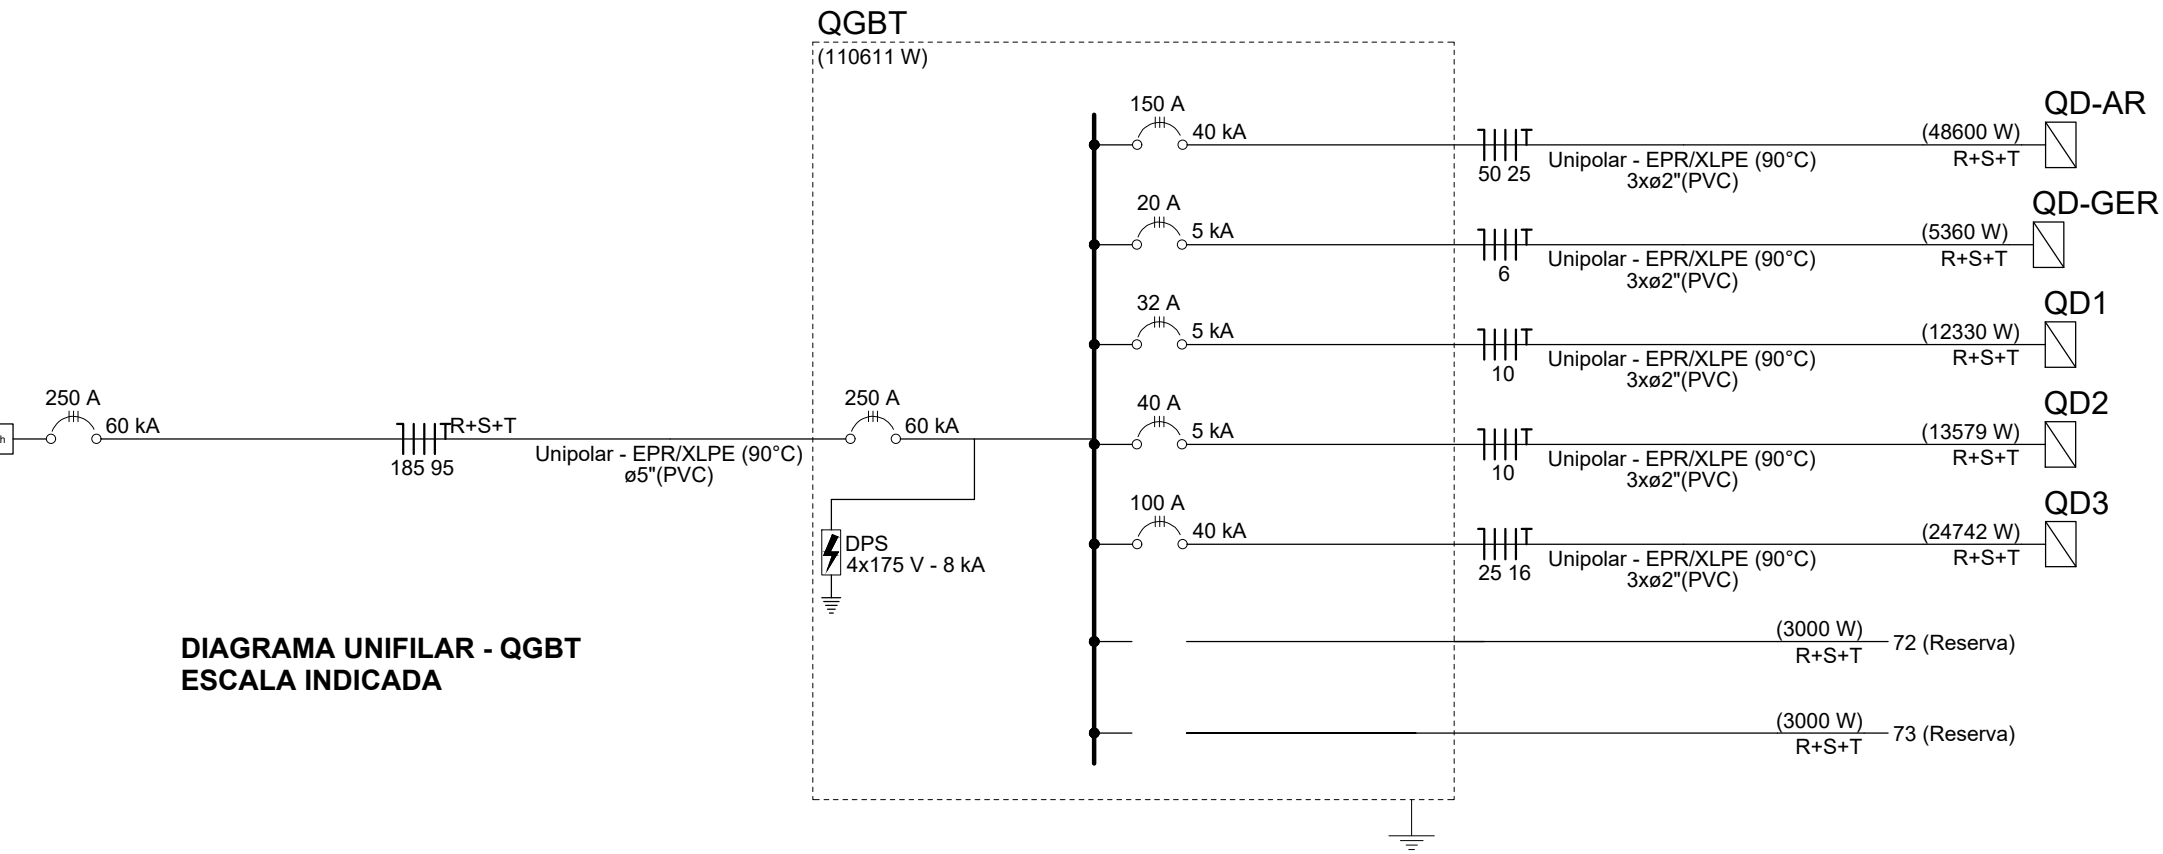 QGBT
(110611 W)
150 A
40 kA
50 25
Unipolar - EPR/XLPE (90°C)
3xø2"(PVC)
(48600 W)
R+S+T
QD-AR
20 A
5 kA
6
Unipolar - EPR/XLPE (90°C)
3xø2"(PVC)
(5360 W)
R+S+T
QD-GER
32 A
5 kA
10
Unipolar - EPR/XLPE (90°C)
3xø2"(PVC)
(12330 W)
R+S+T
QD1
h
250 A
60 kA
185 95
R+S+T
Unipolar - EPR/XLPE (90°C)
ø5"(PVC)
250 A
60 kA
40 A
5 kA
10
Unipolar - EPR/XLPE (90°C)
3xø2"(PVC)
(13579 W)
R+S+T
QD2
DPS
4x175 V - 8 kA
100 A
40 kA
25 16
Unipolar - EPR/XLPE (90°C)
3xø2"(PVC)
(24742 W)
R+S+T
QD3
(3000 W)
R+S+T
72 (Reserva)
(3000 W)
R+S+T
73 (Reserva)
DIAGRAMA UNIFILAR - QGBT
ESCALA INDICADA